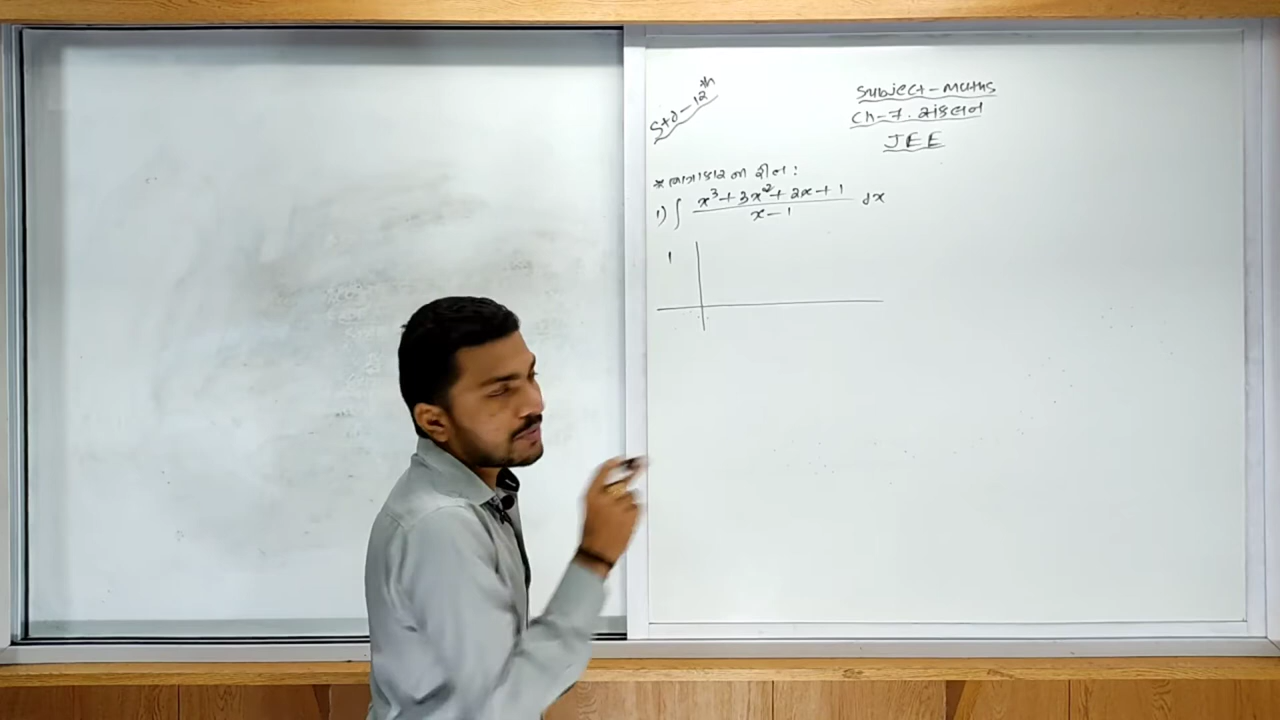 Std-12th
Subject-Maths
Ch-7. સંકલન
JEE
* ભાગાકાર ની રીત :
1) ∫ x³+3x²+2x+1 / x-1 dx
1